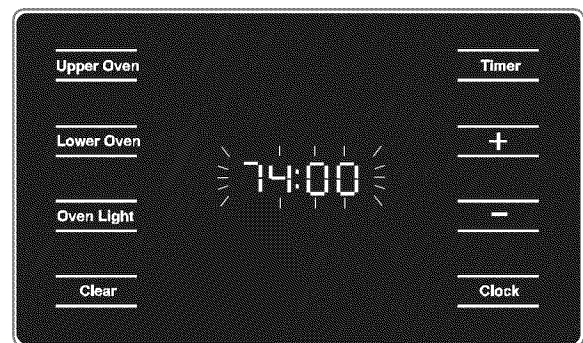 Upper Oven
Timer
Lower Oven
+
74:00
Oven Light
-
Clear
Clock